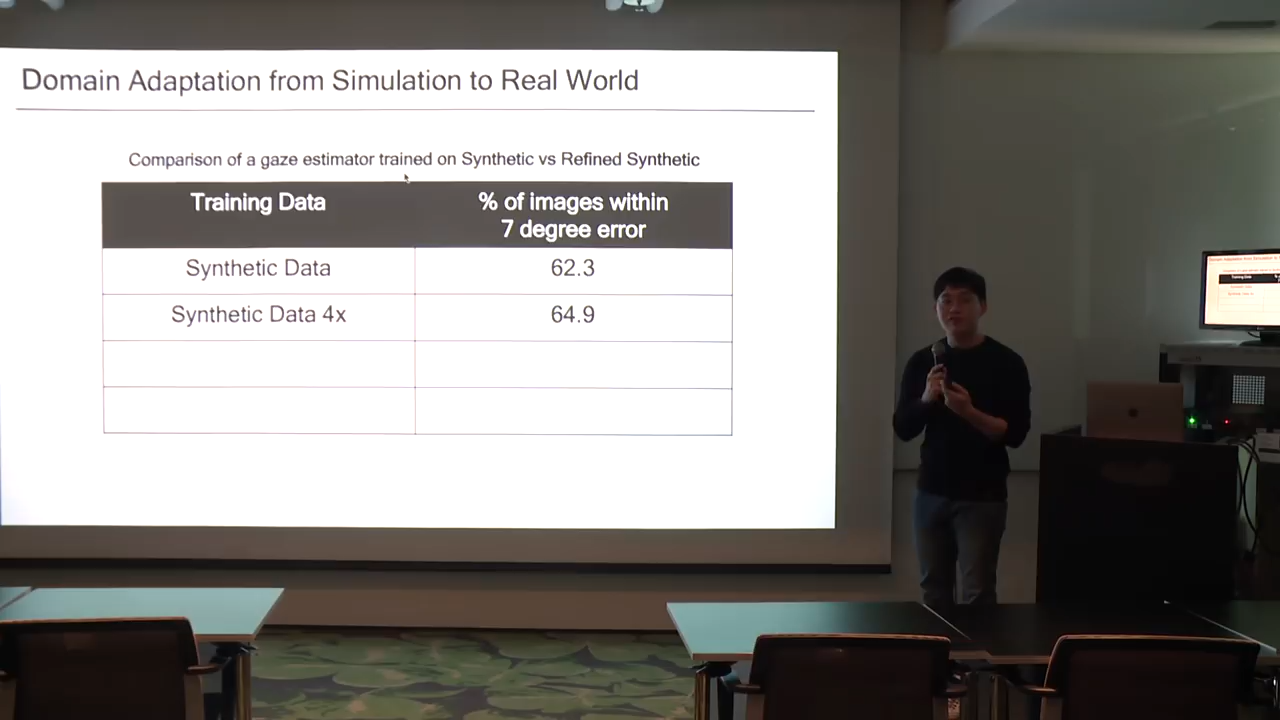 Domain Adaptation from Simulation to Real World
Comparison of a gaze estimator trained on Synthetic vs Refined Synthetic
Training Data
% of images within
7 degree error
Synthetic Data
62.3
Synthetic Data 4x
64.9